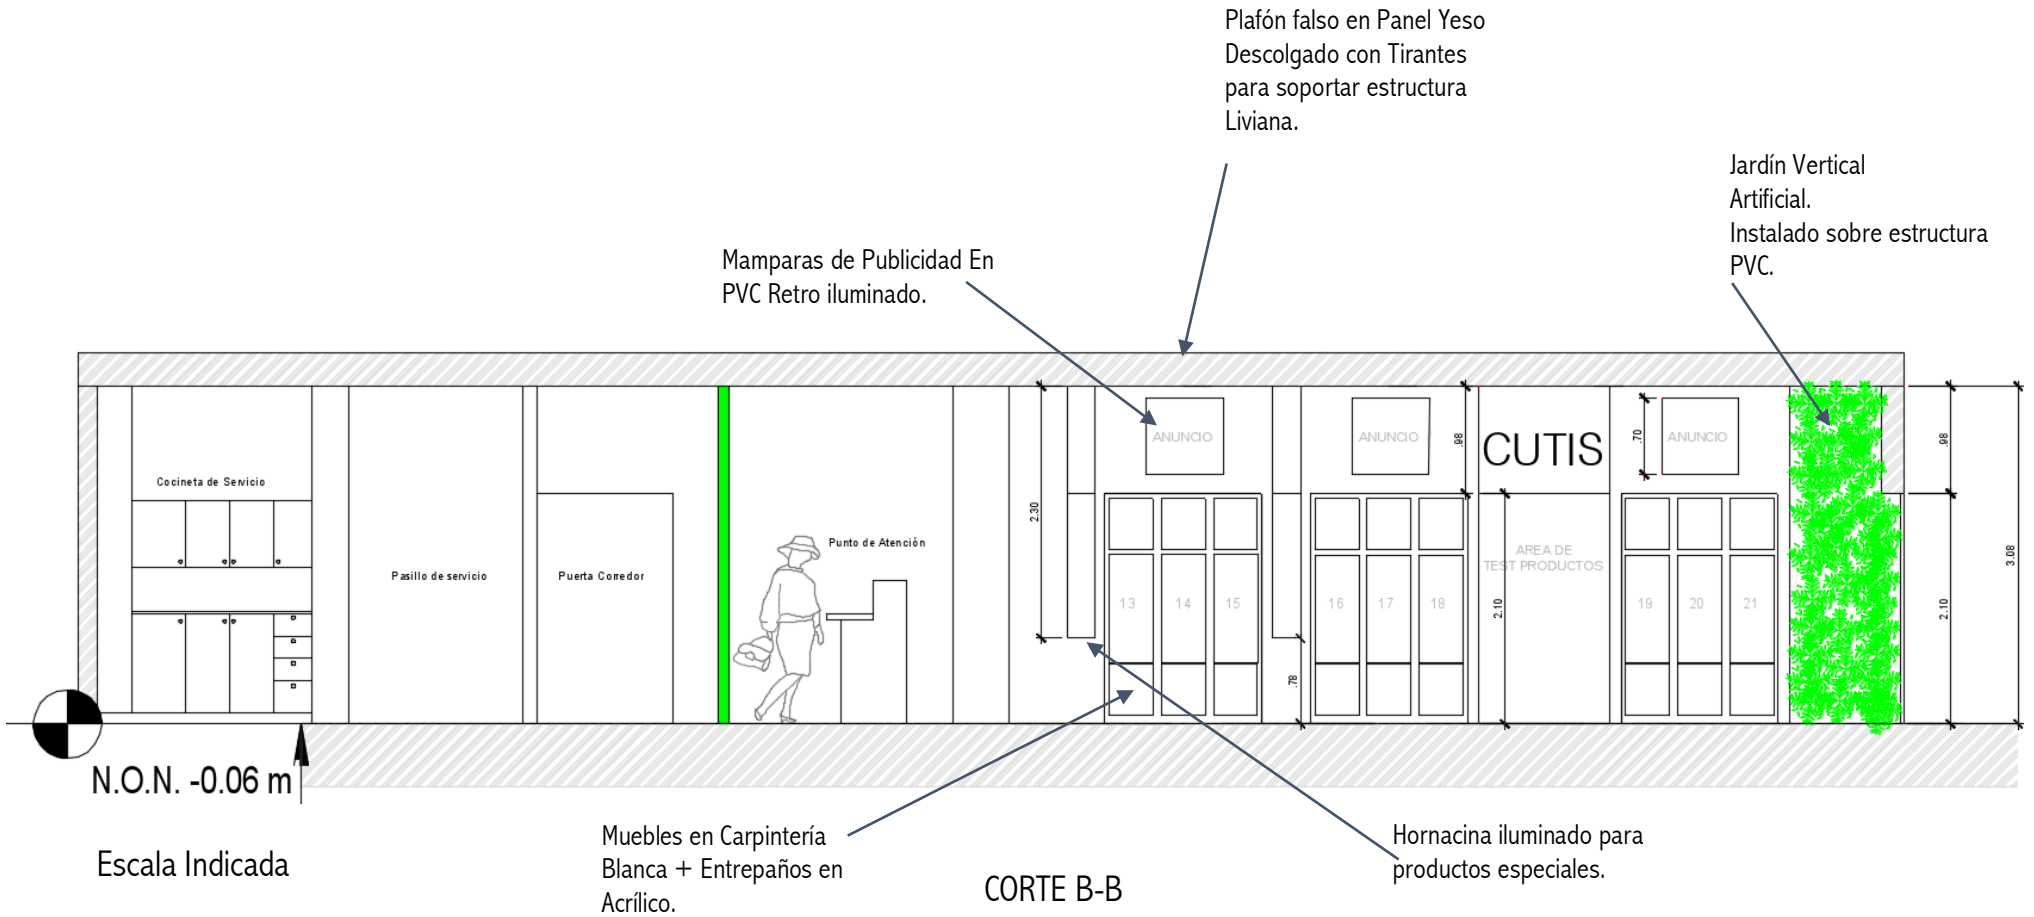 Plafón falso en Panel Yeso
Descolgado con Tirantes
para soportar estructura
Liviana.
Jardín Vertical
Artificial.
Instalado sobre estructura
PVC.
Mamparas de Publicidad En
PVC Retro iluminado.
ANUNCIO
ANUNCIO
.98
CUTIS
.70
ANUNCIO
.98
Cocineta de Servicio
2.30
Punto de Atención
Pasillo de servicio
Puerta Corredor
AREA DE
TEST PRODUCTOS
3.08
13
14
15
16
17
18
2.10
19
20
21
2.10
.78
N.O.N. -0.06 m
Muebles en Carpintería
Blanca + Entrepaños en
Acrílico.
Hornacina iluminado para
productos especiales.
Escala Indicada
CORTE B-B